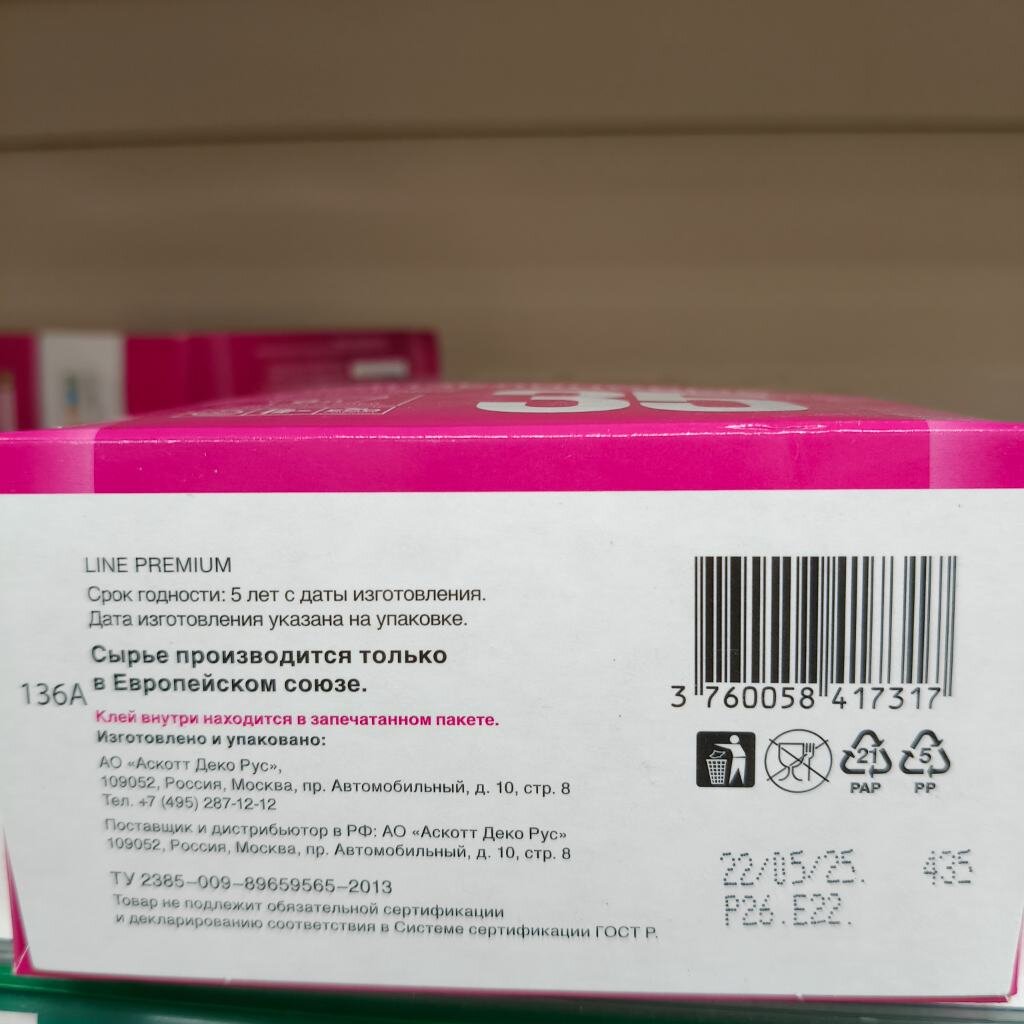 35
LINE PREMIUM
Срок годности: 5 лет с даты изготовления.
Дата изготовления указана на упаковке.
Сырье производится только
в Европейском союзе.
136A
Клей внутри находится в запечатанном пакете.
Изготовлено и упаковано:
АО «Аскотт Деко Рус»,
109052, Россия, Москва, пр. Автомобильный, д. 10, стр. 8
Тел. +7 (495) 287-12-12
Поставщик и дистрибьютор в РФ: АО «Аскотт Деко Рус»
109052, Россия, Москва, пр. Автомобильный, д. 10, стр. 8
ТУ 2385-009-89659565-2013
Товар не подлежит обязательной сертификации
и декларированию соответствия в Системе сертификации ГОСТ Р.
3 760058 417317
21 5
PAP PP
22/05/25. 435
P26.E22.